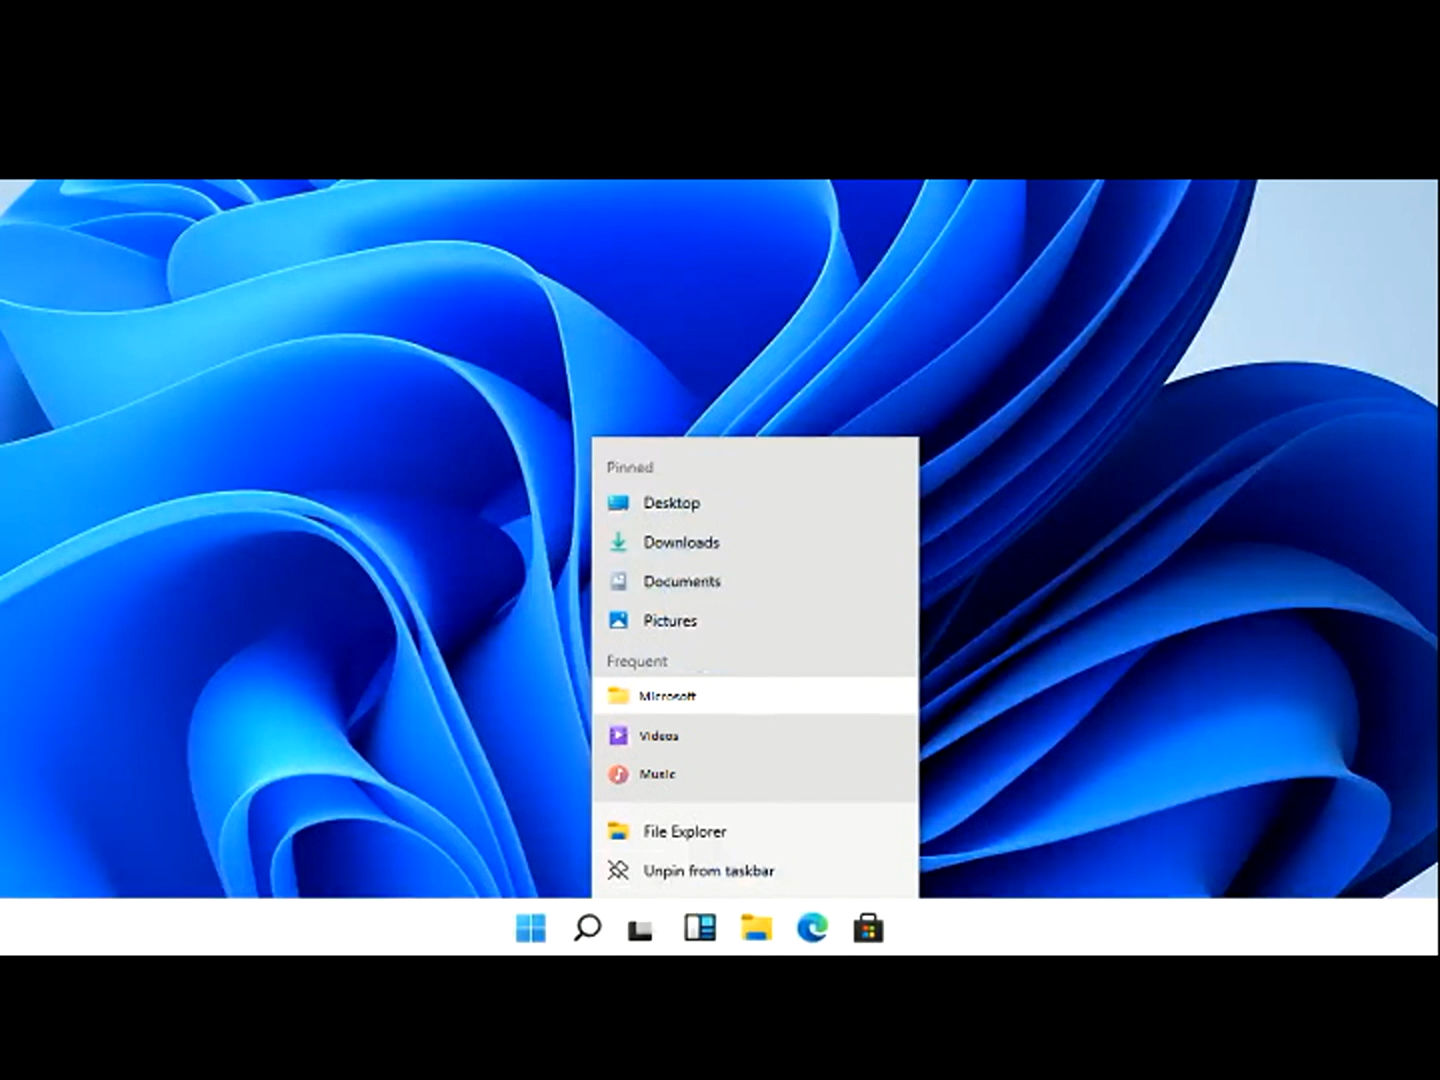 Pinned
Desktop
Downloads
Documents
Pictures
Frequent
Microsoft
Videos
Music
File Explorer
Unpin from taskbar